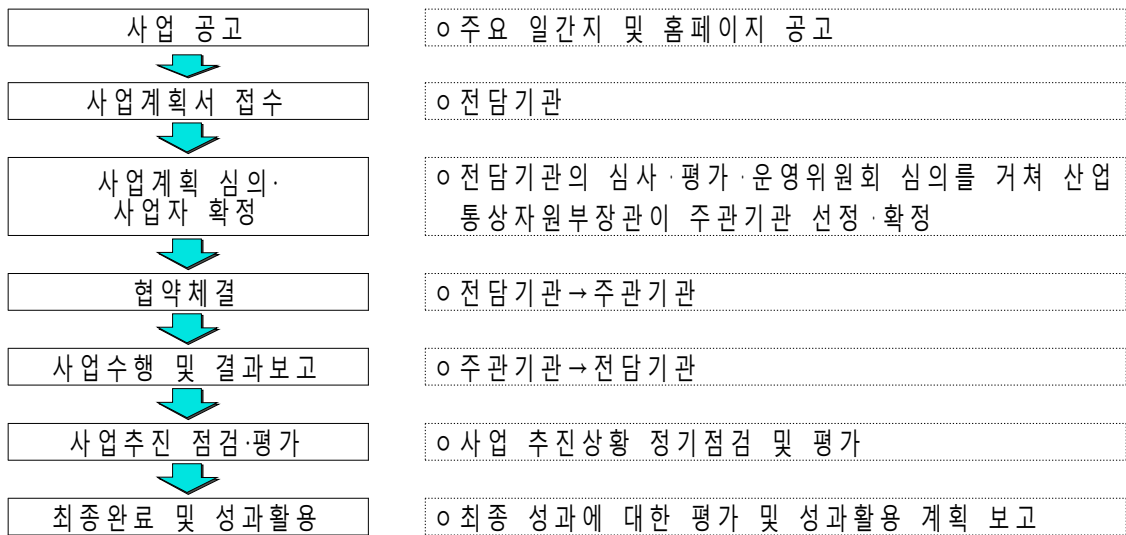 사업 공고
o 주요 일간지 및 홈페이지 공고
사업계획서 접수
o 전담기관
사업계획 심의·
사업자 확정
o 전담기관의 심사·평가·운영위원회 심의를 거쳐 산업
통상자원부장관이 주관기관 선정·확정
협약체결
o 전담기관→주관기관
사업수행 및 결과보고
o 주관기관→전담기관
사업추진 점검·평가
o 사업 추진상황 정기점검 및 평가
최종완료 및 성과활용
o 최종 성과에 대한 평가 및 성과활용 계획 보고